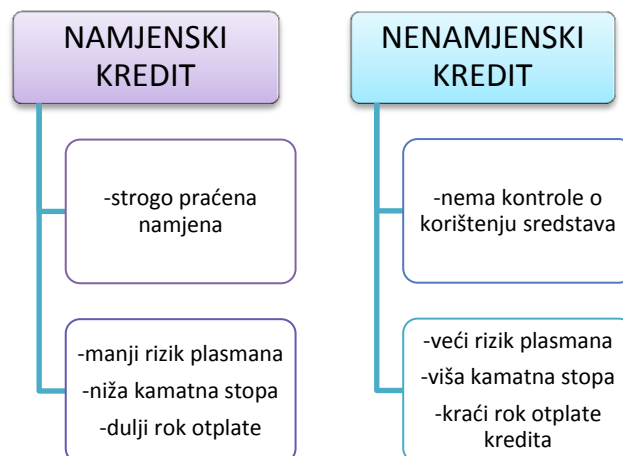 NAMJENSKI
KREDIT
-strogo praćena
namjena
-manji rizik plasmana
-niža kamatna stopa
-dulji rok otplate
NENAMJENSKI
KREDIT
-nema kontrole o
korištenju sredstava
-veći rizik plasmana
-viša kamatna stopa
-kraći rok otplate
kredita